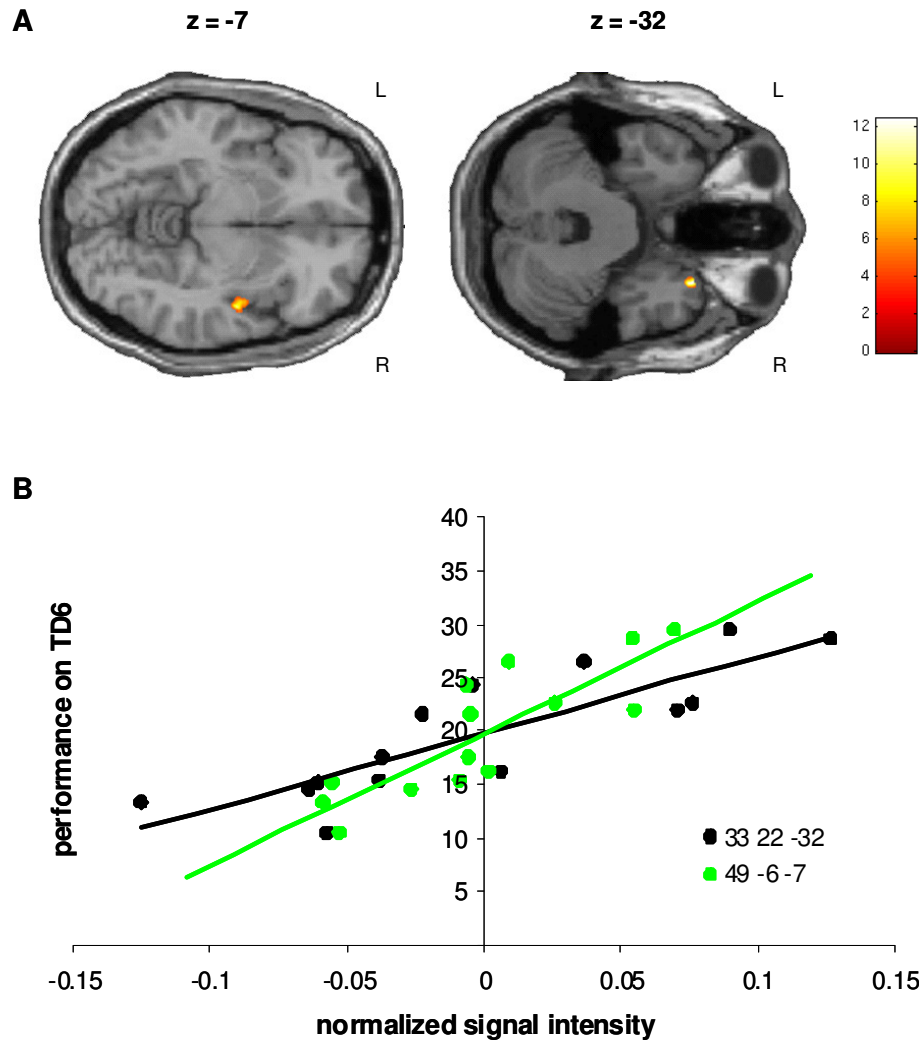 A
z = -7
z = -32
L
L
R
R
12
10
8
6
4
2
0
B
performance on TD6
40
35
30
25
20
15
10
5
33 22 -32
49 -6 -7
-0.15
-0.1
-0.05
0
0.05
0.1
0.15
normalized signal intensity